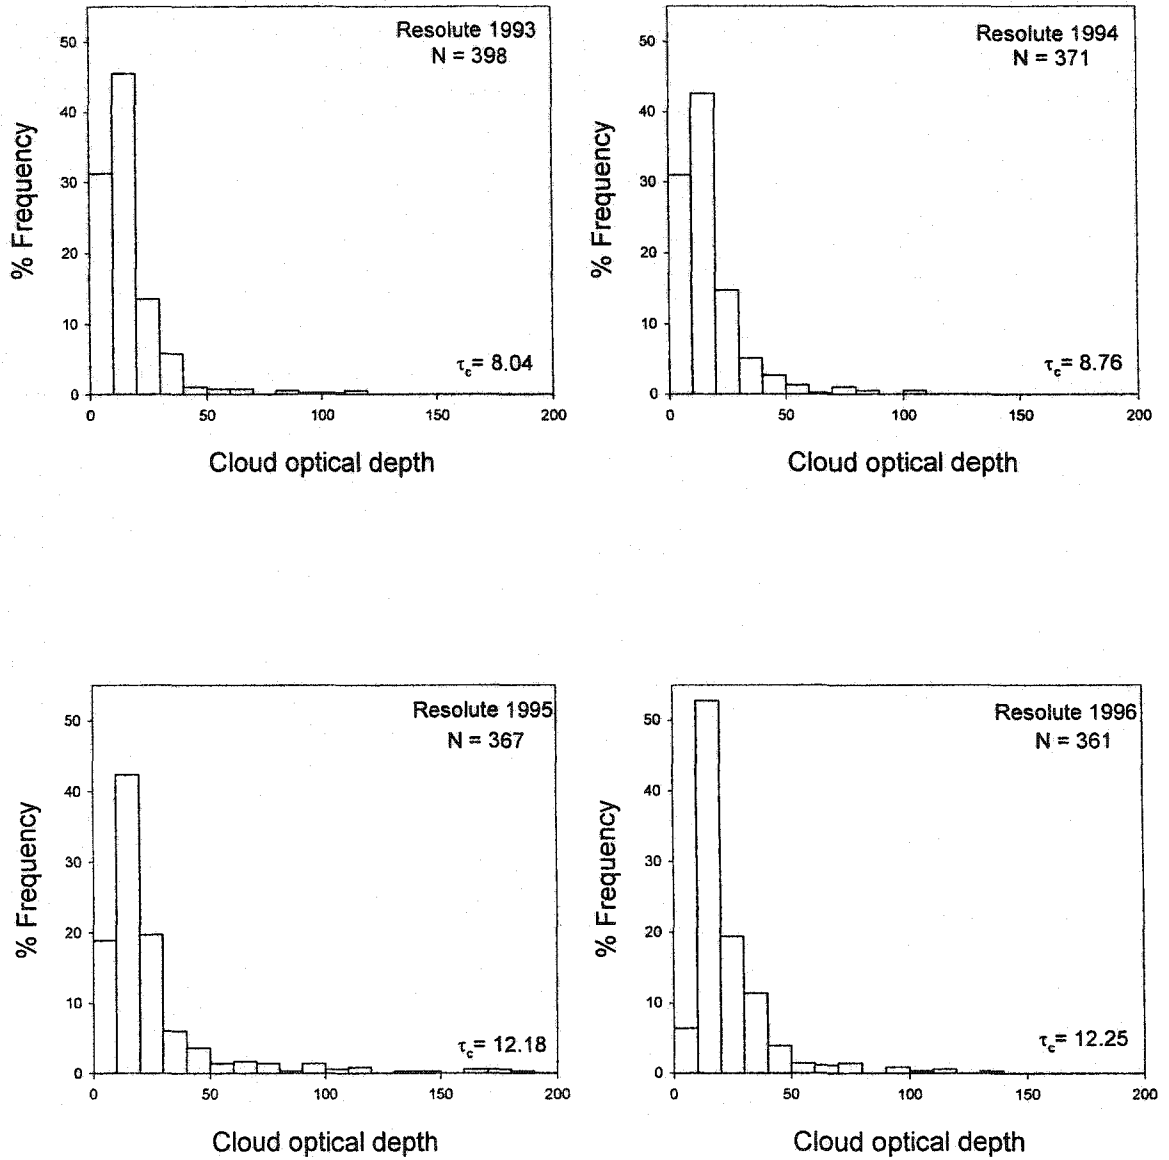 Resolute 1993
N = 398
% Frequency
50
40
30
20
10
0
τc= 8.04
0 50 100 150 200
Cloud optical depth
Resolute 1994
N = 371
% Frequency
50
40
30
20
10
0
τc= 8.76
0 50 100 150 200
Cloud optical depth
Resolute 1995
N = 367
% Frequency
50
40
30
20
10
0
τc= 12.18
0 50 100 150 200
Cloud optical depth
Resolute 1996
N = 361
% Frequency
50
40
30
20
10
0
τc= 12.25
0 50 100 150 200
Cloud optical depth